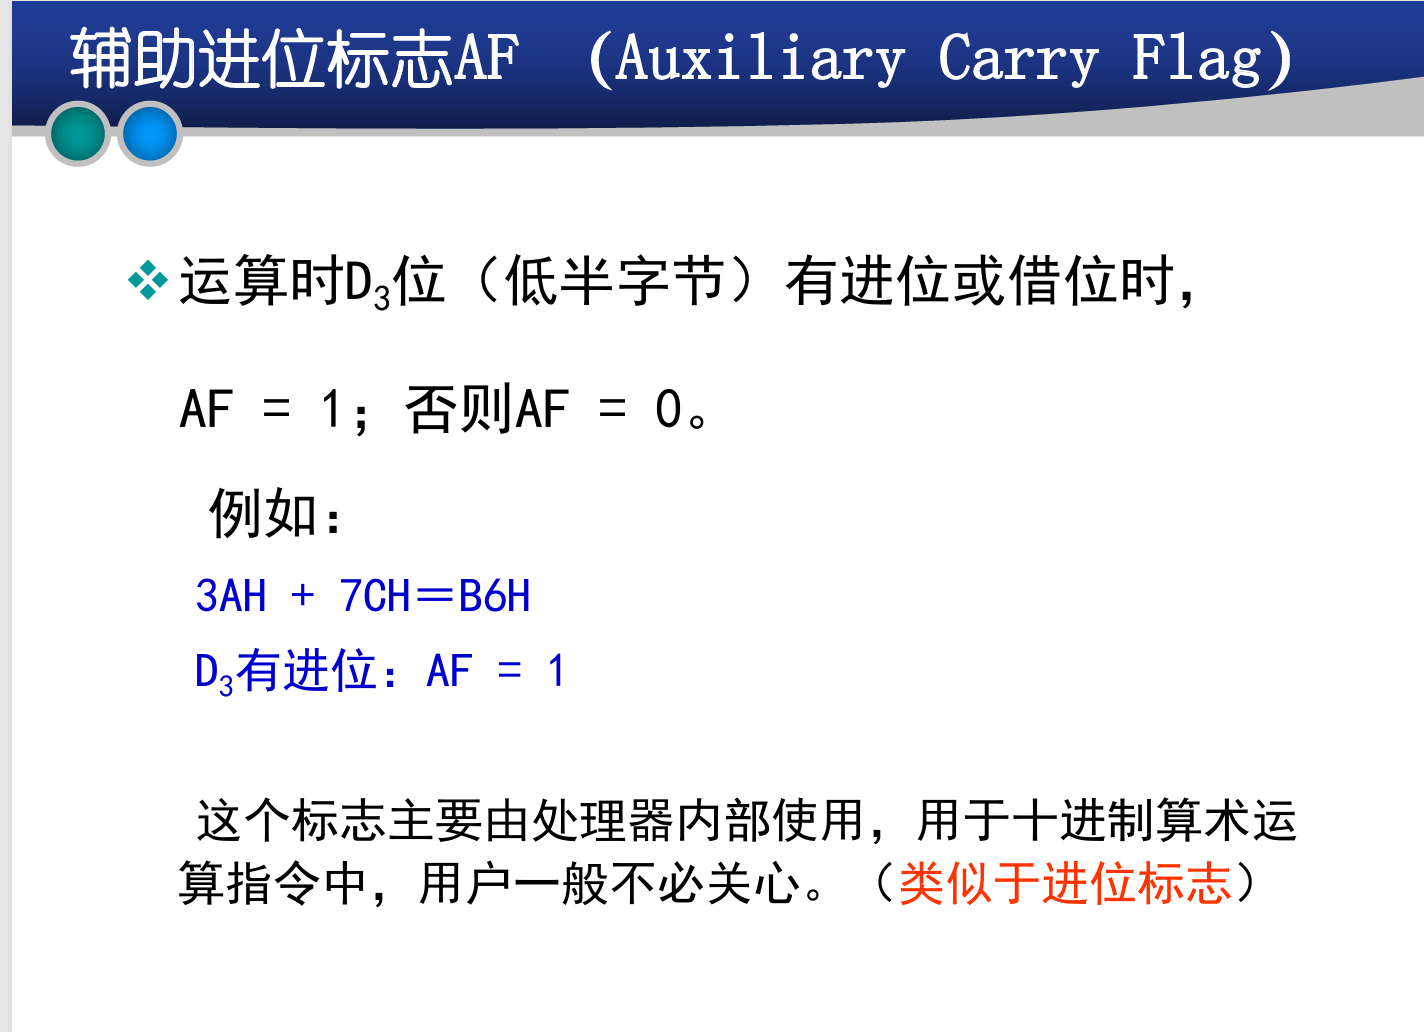 辅助进位标志AF （Auxiliary Carry Flag）
运算时D₃位（低半字节）有进位或借位时，
AF = 1；否则AF = 0。
例如：
3AH + 7CH＝B6H
D₃有进位：AF = 1
这个标志主要由处理器内部使用，用于十进制算术运
算指令中，用户一般不必关心。（类似于进位标志）